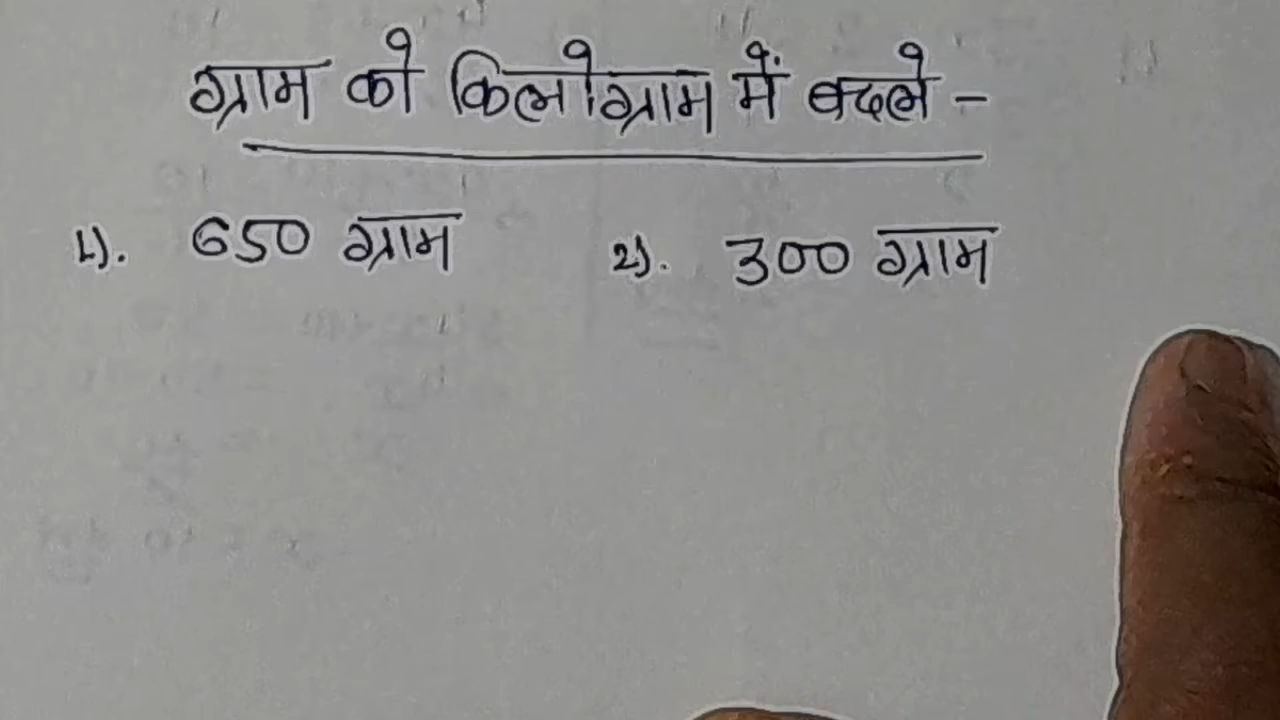 ग्राम को किलोग्राम में बदले -
1). 650 ग्राम 2). 300 ग्राम